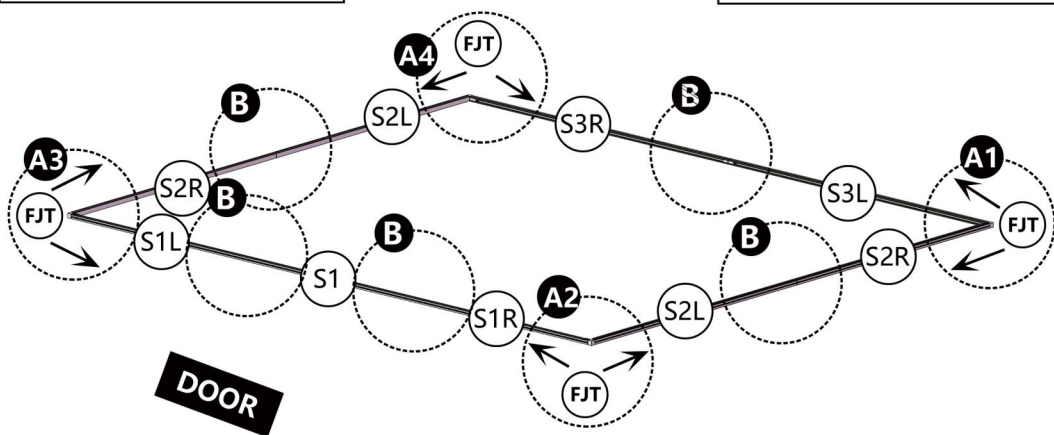 FJT
A4
B
B
S2L
S3R
A3
A1
S2R
S3L
FJT
B
FJT
S1L
B
B
S2R
S1
A2
S2L
S1R
DOOR
FJT